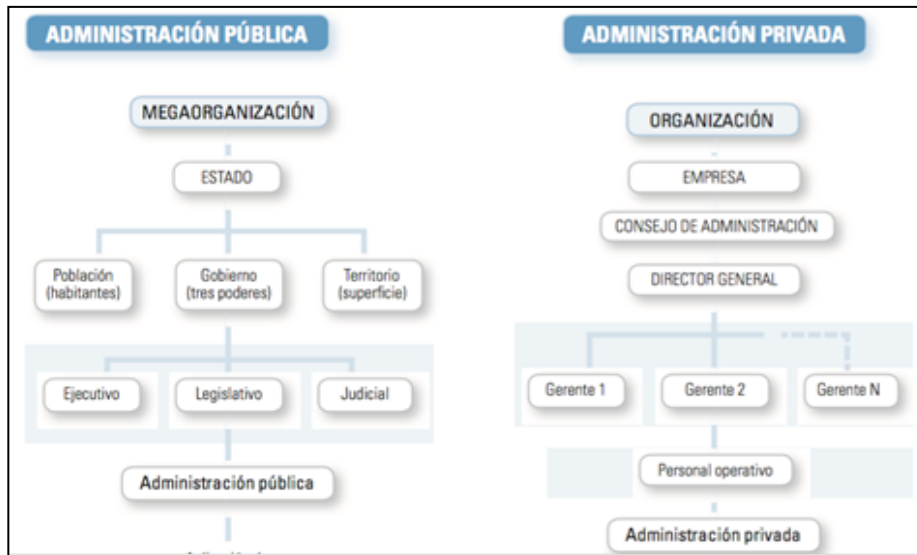 ADMINISTRACIÓN PÚBLICA
MEGAORGANIZACIÓN
ESTADO
Población
(habitantes)
Gobierno
(tres poderes)
Territorio
(superficie)
Ejecutivo
Legislativo
Judicial
Administración pública
ADMINISTRACIÓN PRIVADA
ORGANIZACIÓN
EMPRESA
CONSEJO DE ADMINISTRACIÓN
DIRECTOR GENERAL
Gerente 1
Gerente 2
Gerente N
Personal operativo
Administración privada